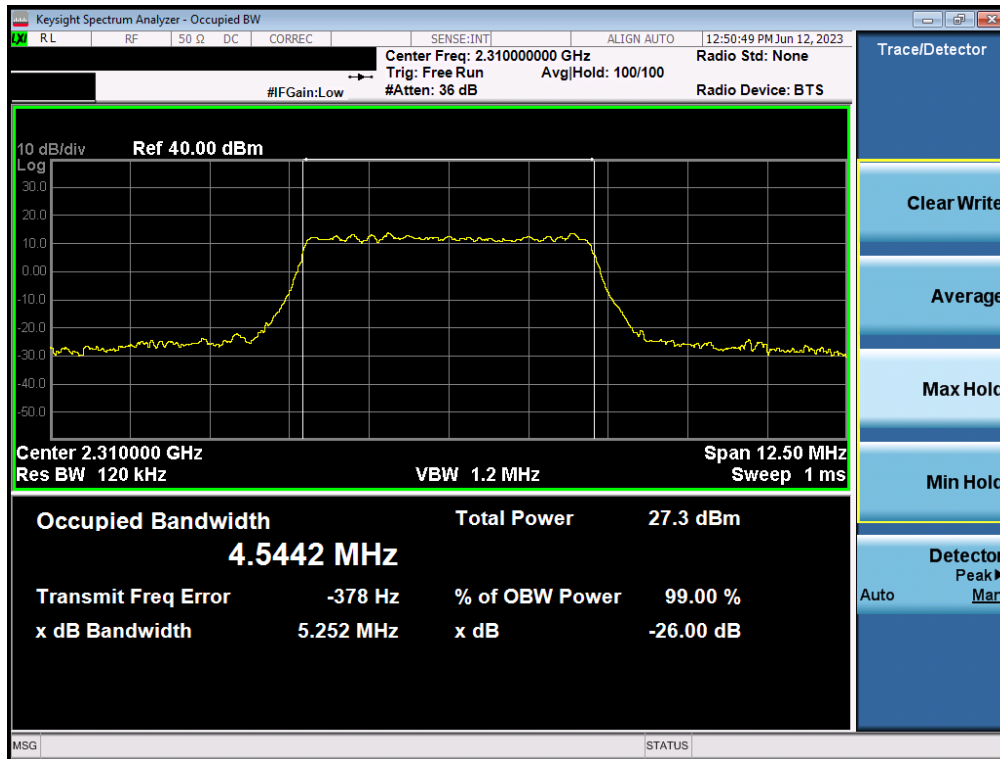 Keysight Spectrum Analyzer - Occupied BW
LXI RL RF 50 Ω DC CORREC SENSE:INT ALIGN AUTO 12:50:49 PM Jun 12, 2023
Center Freq: 2.310000000 GHz Radio Std: None
Trig: Free Run Avg|Hold: 100/100
#IFGain:Low #Atten: 36 dB Radio Device: BTS
Trace/Detector
10 dB/div Ref 40.00 dBm
Log
30.0
20.0
10.0
0.00
-10.0
-20.0
-30.0
-40.0
-50.0
Center 2.310000 GHz Span 12.50 MHz
Res BW 120 kHz VBW 1.2 MHz Sweep 1 ms
Occupied Bandwidth Total Power 27.3 dBm
4.5442 MHz
Transmit Freq Error -378 Hz % of OBW Power 99.00 %
x dB Bandwidth 5.252 MHz x dB -26.00 dB
Clear Write
Average
Max Hold
Min Hold
Detector
Peak
Auto Man
MSG STATUS